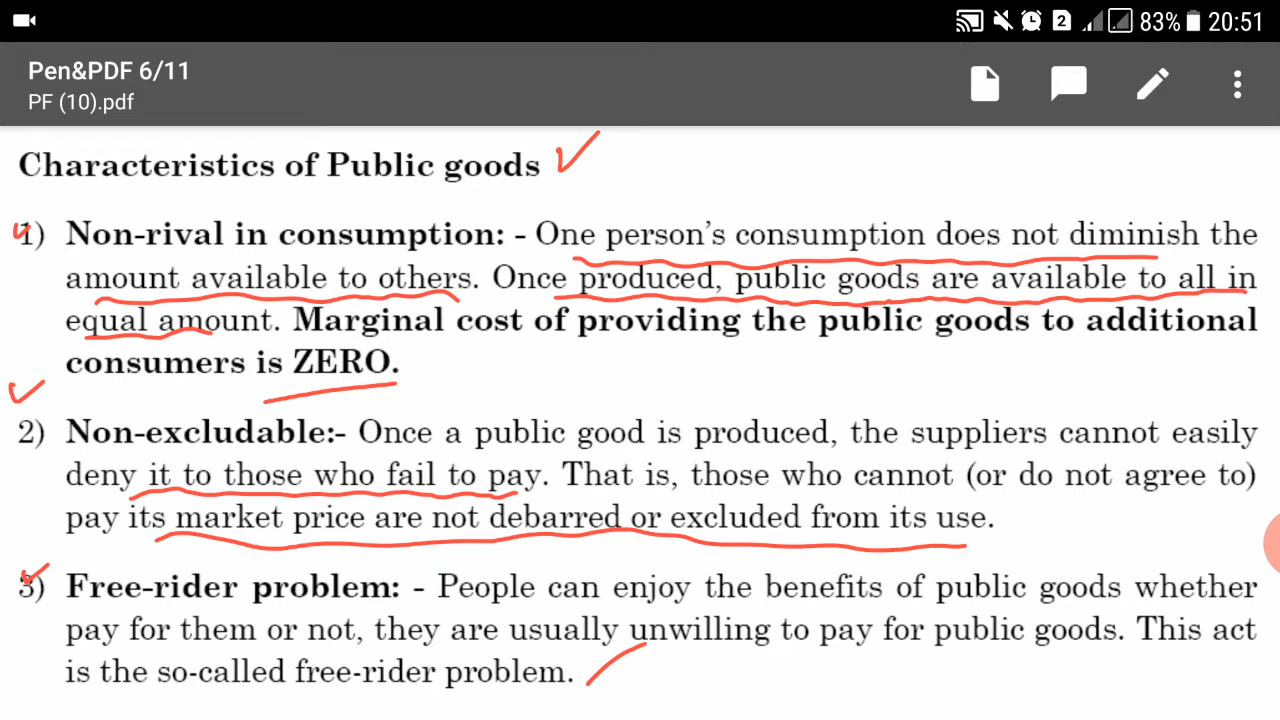 2 83% 20:51
Pen&PDF 6/11
PF (10).pdf
Characteristics of Public goods
1) Non-rival in consumption: - One person's consumption does not diminish the
amount available to others. Once produced, public goods are available to all in
equal amount. Marginal cost of providing the public goods to additional
consumers is ZERO.
2) Non-excludable:- Once a public good is produced, the suppliers cannot easily
deny it to those who fail to pay. That is, those who cannot (or do not agree to)
pay its market price are not debarred or excluded from its use.
3) Free-rider problem: - People can enjoy the benefits of public goods whether
pay for them or not, they are usually unwilling to pay for public goods. This act
is the so-called free-rider problem.